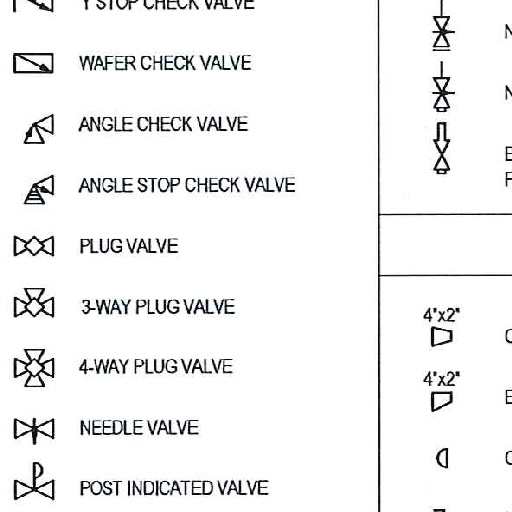 Y STOP CHECK VALVE
WAFER CHECK VALVE
ANGLE CHECK VALVE
ANGLE STOP CHECK VALVE
PLUG VALVE
3-WAY PLUG VALVE
4-WAY PLUG VALVE
NEEDLE VALVE
POST INDICATED VALVE
N
N
E
F
4"x2"
C
4"x2"
E
C